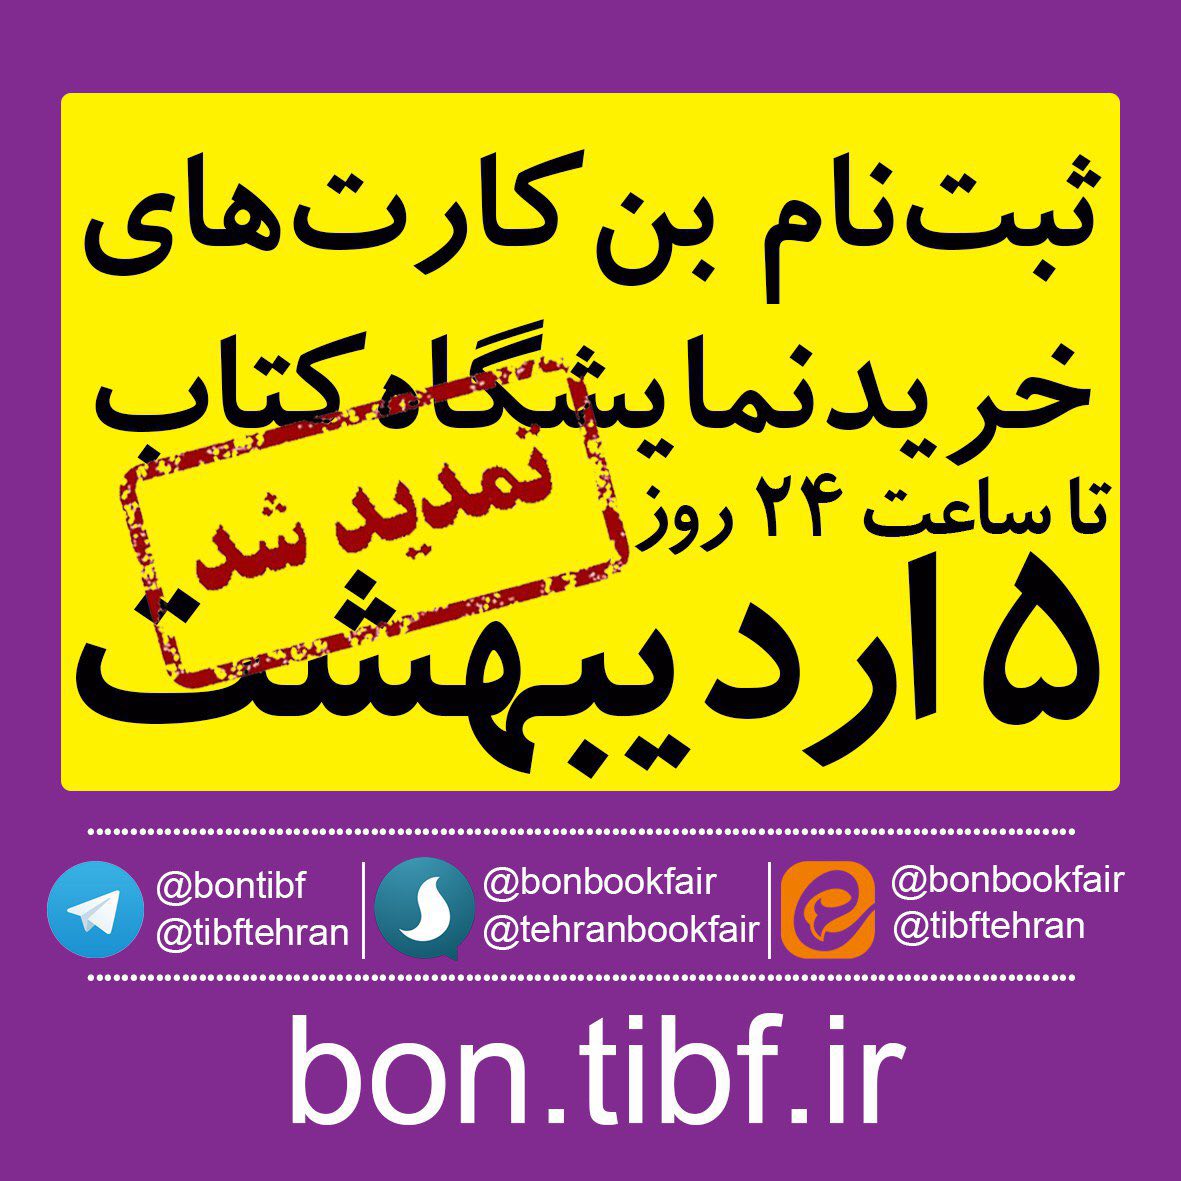 ثبت‌نام بن کارت‌های
خرید نمایشگاه کتاب
تا ساعت ۲۴ روز
تمدید شد
۵ اردیبهشت
@bontibf
@tibftehran
@bonbookfair
@tehranbookfair
@bonbookfair
@tibftehran
bon.tibf.ir